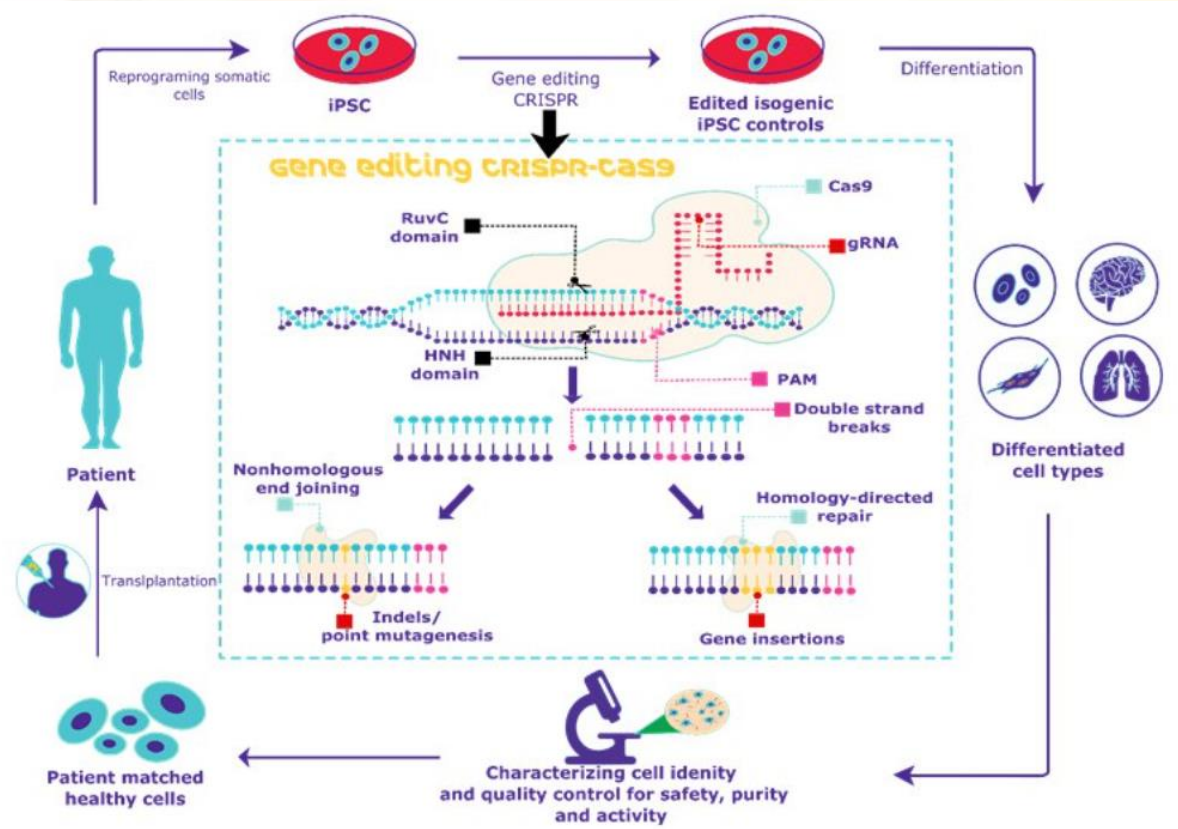 Reprograming somatic
cells
iPSC
Gene editing
CRISPR
Edited isogenic
iPSC controls
Differentiation
Gene editing CRISPR-Cas9
Cas9
RuvC
domain
gRNA
HNH
domain
PAM
Double strand
breaks
Differentiated
cell types
Patient
Nonhomologous
end joining
Homology-directed
repair
Transiplantation
Indels/
point mutagenesis
Gene insertions
Patient matched
healthy cells
Characterizing cell idenity
and quality control for safety, purity
and activity